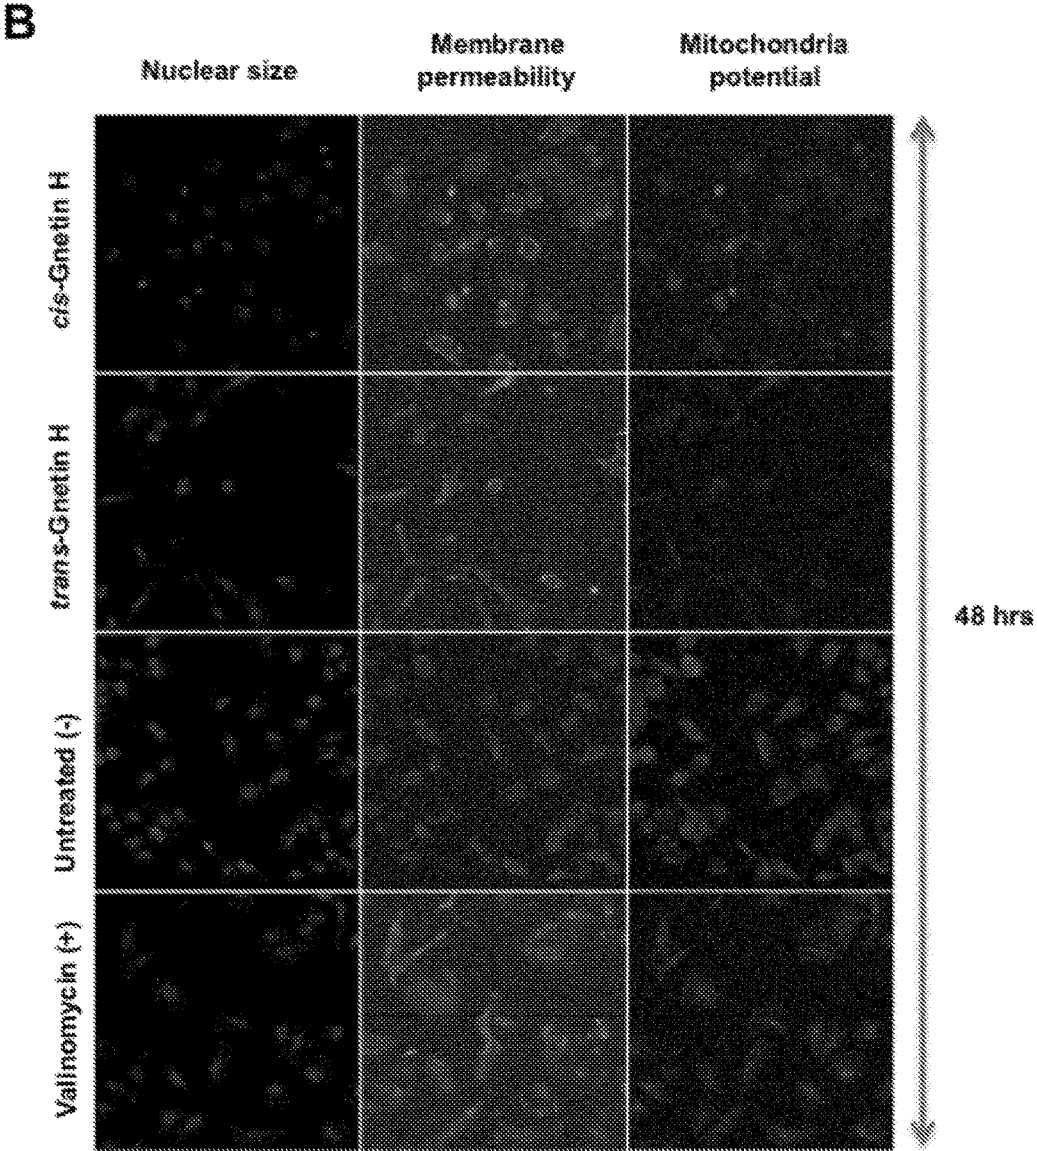 B
Nuclear size
Membrane
permeability
Mitochondria
potential
cis-Gnetin H
trans-Gnetin H
Untreated (-)
Valinomycin (+)
48 hrs